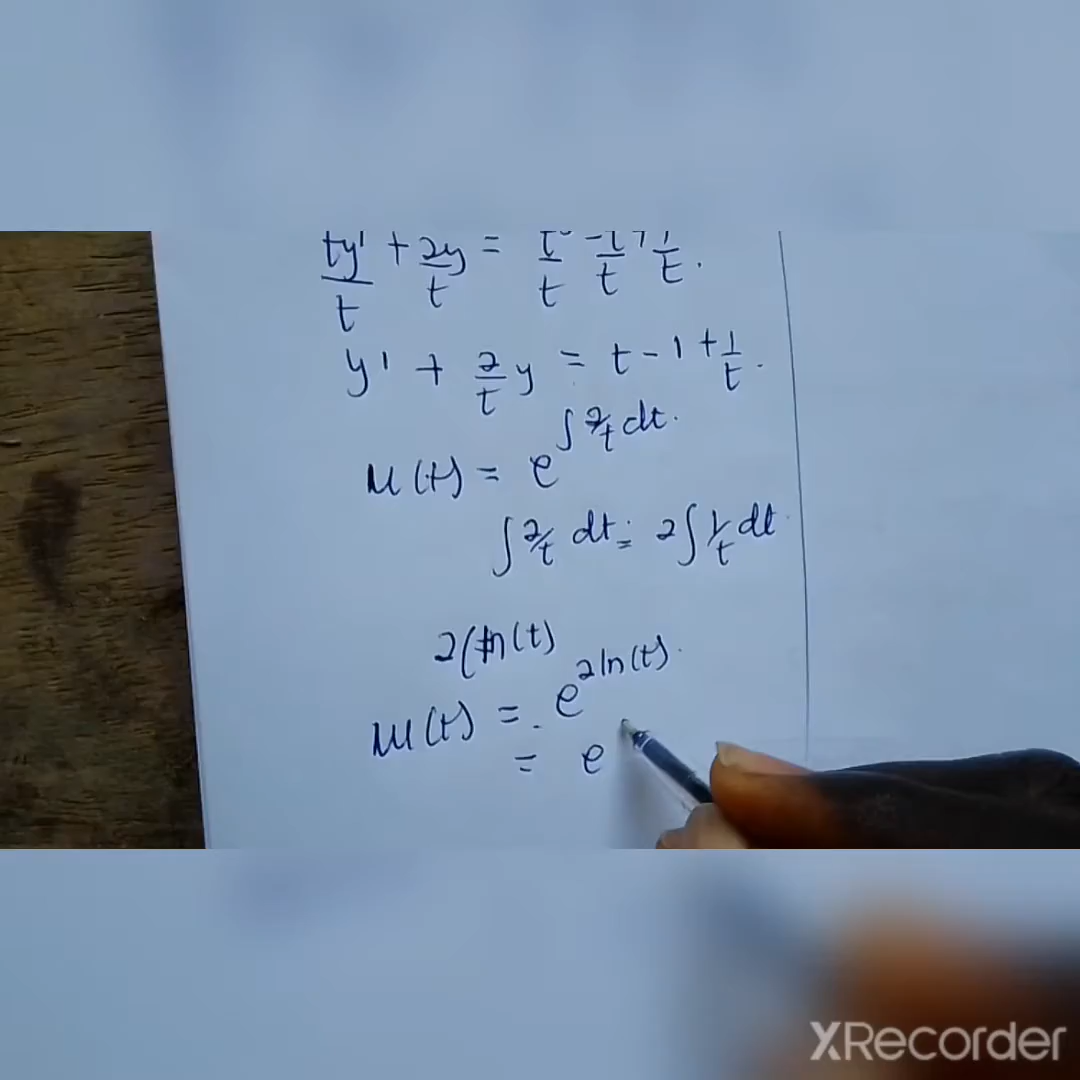 ty'/t + 2y/t = t²/t - t/t + 1/t.
y' + 2/t y = t - 1 + 1/t.
μ(t) = e^∫2/t dt.
∫2/t dt = 2∫1/t dt
2(ln(t)
μ(t) = e^2ln(t).
= e
XRecorder